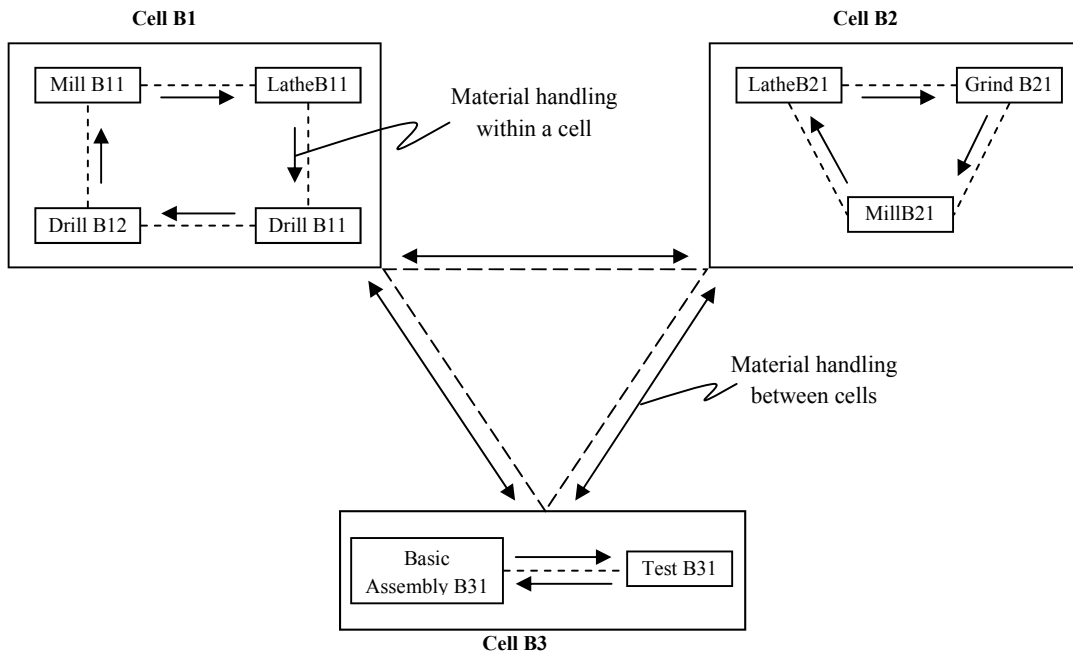 Cell B1
Cell B2
Mill B11
LatheB11
Material handling
within a cell
LatheB21
Grind B21
Drill B12
Drill B11
MillB21
Material handling
between cells
Basic
Assembly B31
Test B31
Cell B3